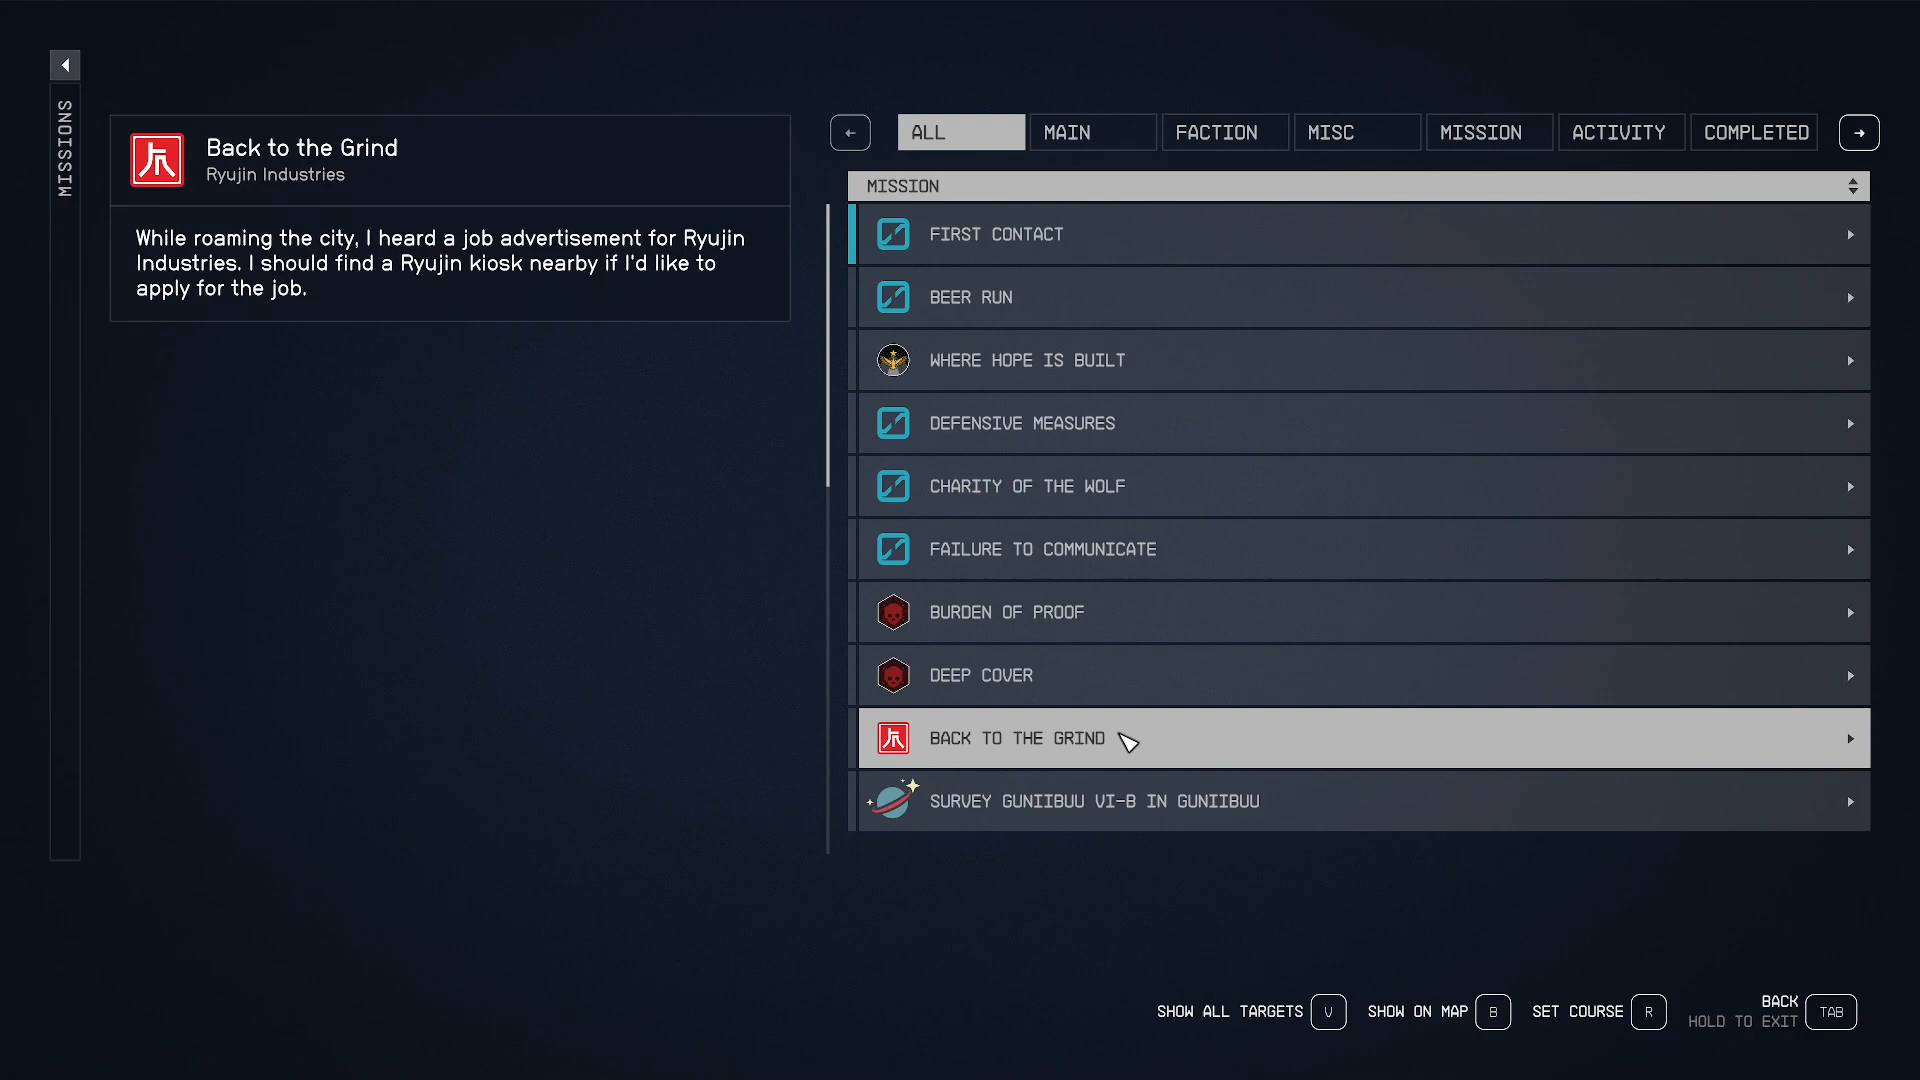 MISSIONS
Back to the Grind
Ryujin Industries
While roaming the city, I heard a job advertisement for Ryujin
Industries. I should find a Ryujin kiosk nearby if I'd like to
apply for the job.
ALL MAIN FACTION MISC MISSION ACTIVITY COMPLETED
MISSION
FIRST CONTACT
BEER RUN
WHERE HOPE IS BUILT
DEFENSIVE MEASURES
CHARITY OF THE WOLF
FAILURE TO COMMUNICATE
BURDEN OF PROOF
DEEP COVER
BACK TO THE GRIND
SURVEY GUNIIBUU VI-B IN GUNIIBUU
SHOW ALL TARGETS V SHOW ON MAP B SET COURSE R BACK TAB
HOLD TO EXIT